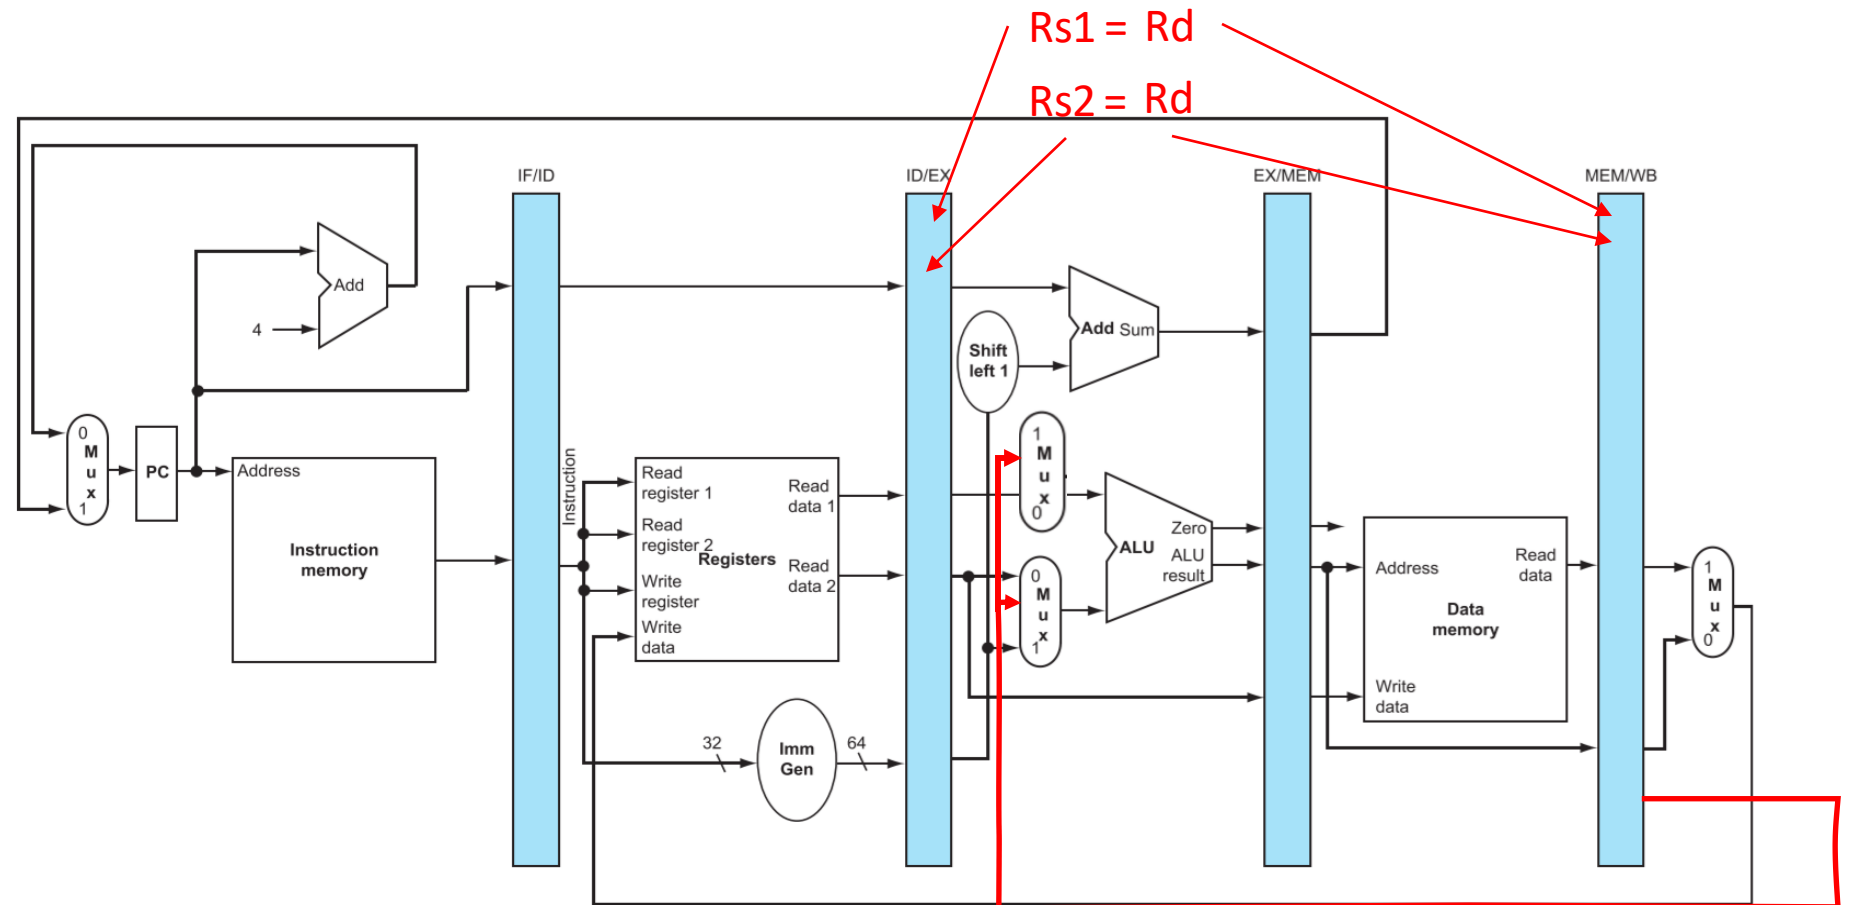 Rs1 = Rd
Rs2 = Rd
IF/ID
ID/EX
EX/MEM
MEM/WB
Add
4
Shift
left 1
Add Sum
0
M
u
x
1
PC
Address
Instruction
memory
Instruction
Read
register 1
Read
register 2
Write
register
Write
data
Registers
Read
data 1
Read
data 2
1
M
u
x
0
0
M
u
x
1
ALU
Zero
ALU
result
Address
Read
data
Data
memory
Write
data
1
M
u
x
0
32
Imm
Gen
64